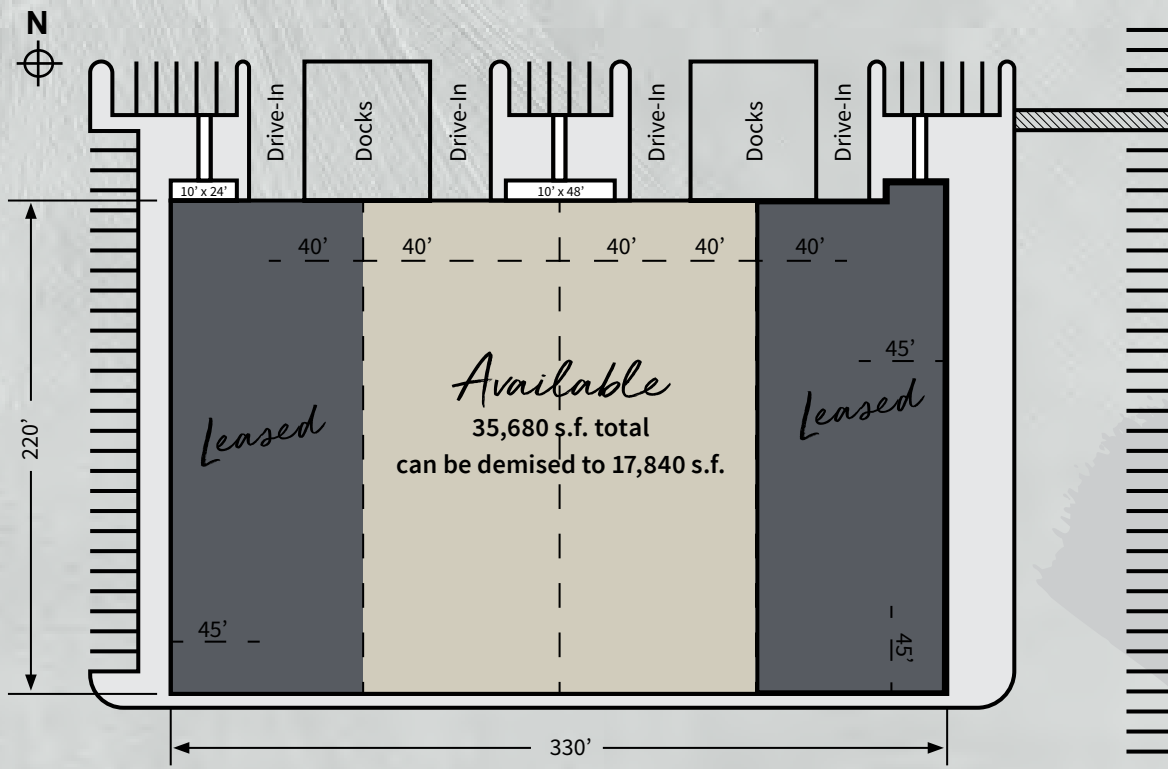 N
Drive-In
Docks
Drive-In
Drive-In
Docks
Drive-In
10’ x 24’
10’ x 48’
40’
40’
40’
40’
40’
45’
Available
Leased
Leased
35,680 s.f. total
220’
can be demised to 17,840 s.f.
45’
45’
330’